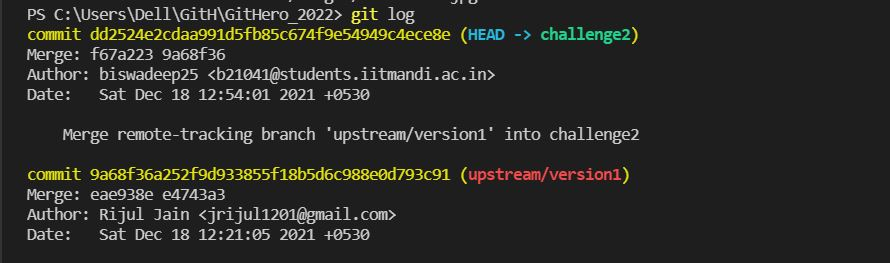 PS C:\Users\Dell\GitH\GitHero_2022> git log
commit dd2524e2cdaa991d5fb85c674f9e54949c4ece8e (HEAD -> challenge2)
Merge: f67a223 9a68f36
Author: biswadeep25 <b21041@students.iitmandi.ac.in>
Date:   Sat Dec 18 12:54:01 2021 +0530
    Merge remote-tracking branch 'upstream/version1' into challenge2
commit 9a68f36a252f9d933855f18b5d6c988e0d793c91 (upstream/version1)
Merge: eae938e e4743a3
Author: Rijul Jain <jrijul1201@gmail.com>
Date:   Sat Dec 18 12:21:05 2021 +0530